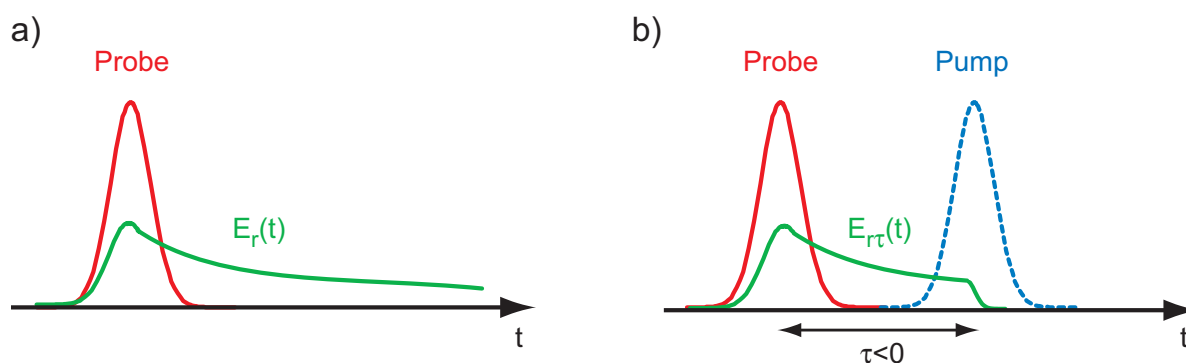 a)
Probe
E_r(t)
t
b)
Probe
Pump
E_rτ(t)
t
τ<0